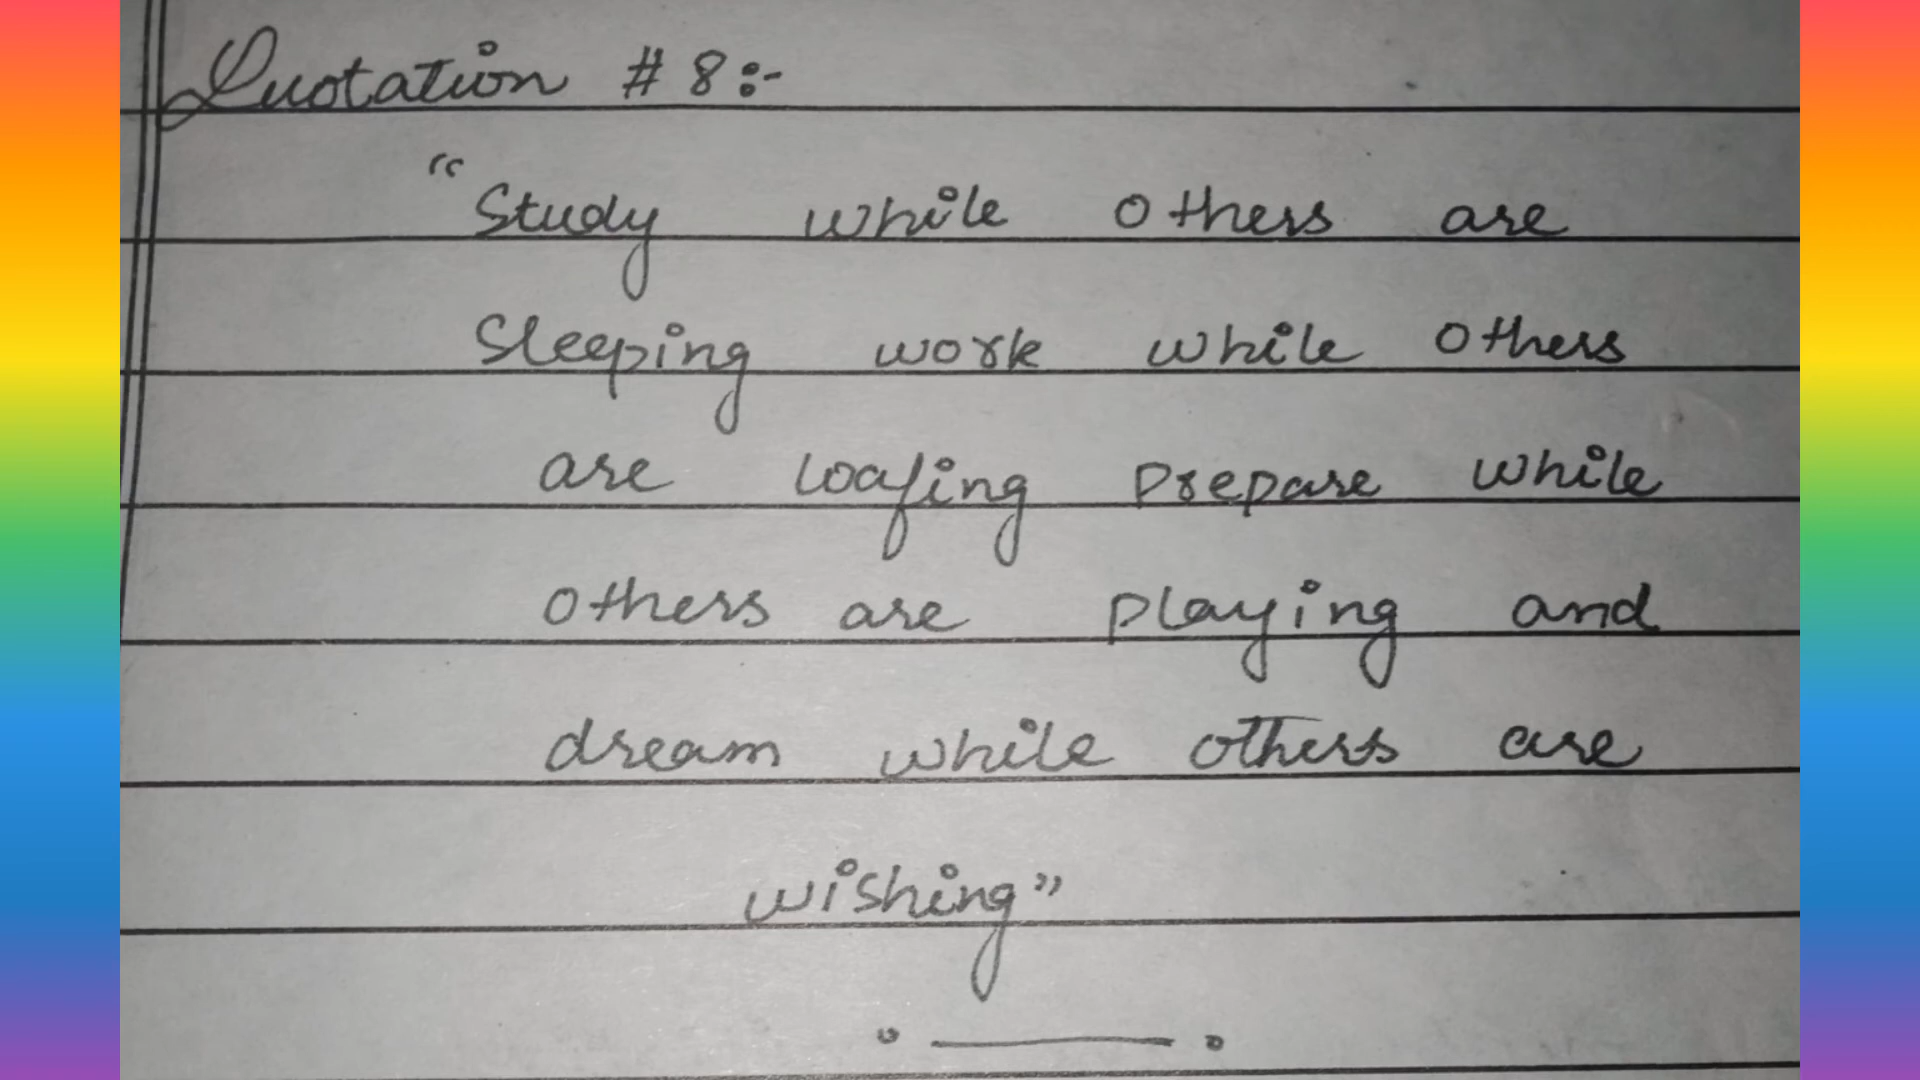 Quotation # 8:-
"Study while others are
Sleeping work while others
are loafing prepare while
others are playing and
dream while others are
wishing"